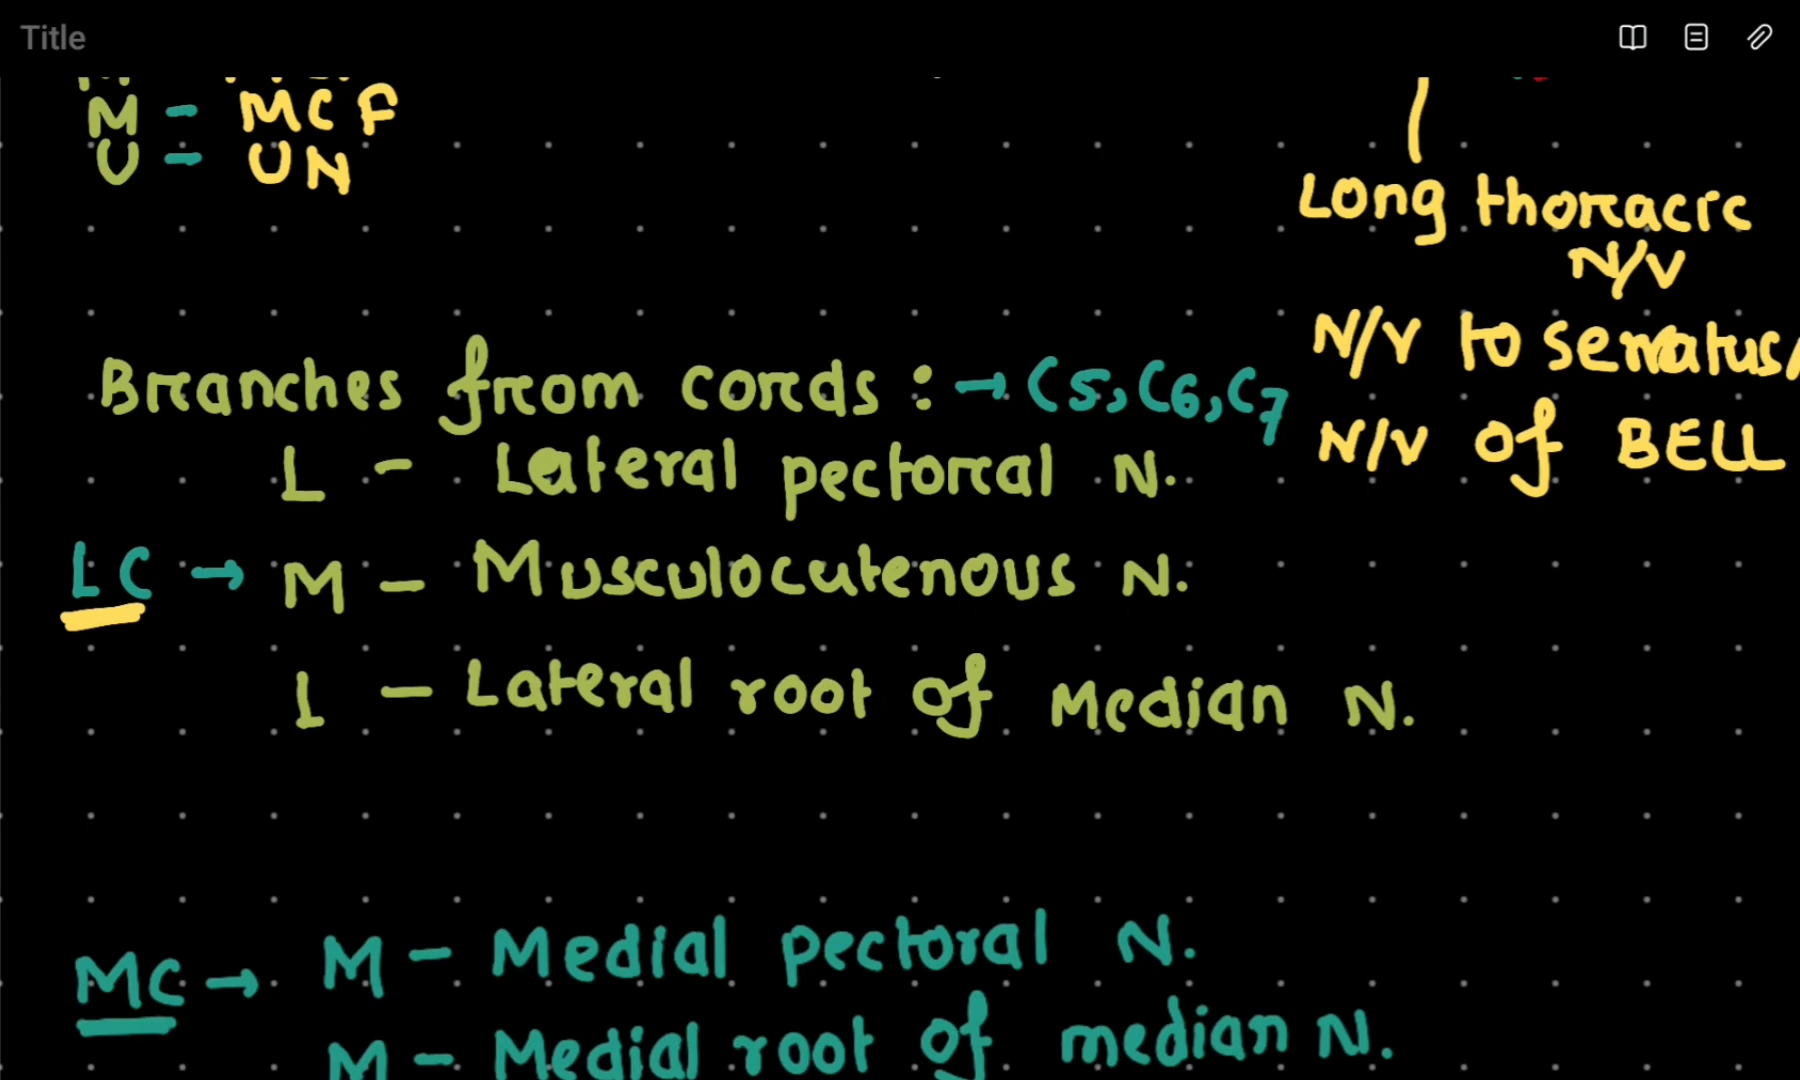 Title
M - MCF
U = UN
Long thoracic
N/V
N/V to serratus/
N/V of BELL
Branches from cords : → C5, C6, C7
L - Lateral pectoral N.
LC → M - Musculocutenous N.
L - Lateral root of Median N.
MC → M - Medial pectoral N.
M - Medial root of median N.